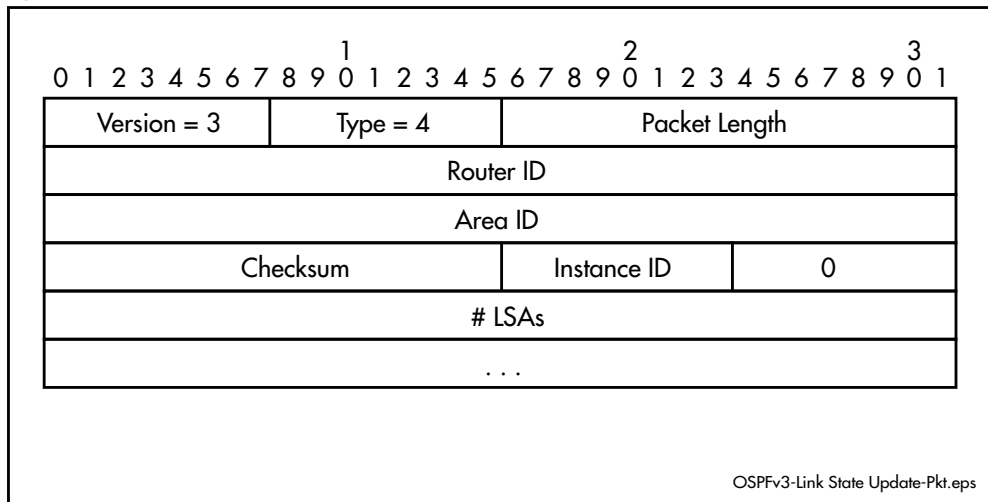 1 2 3
0 1 2 3 4 5 6 7 8 9 0 1 2 3 4 5 6 7 8 9 0 1 2 3 4 5 6 7 8 9 0 1
Version = 3 Type = 4 Packet Length
Router ID
Area ID
Checksum Instance ID 0
# LSAs
. . .
OSPFv3-Link State Update-Pkt.eps